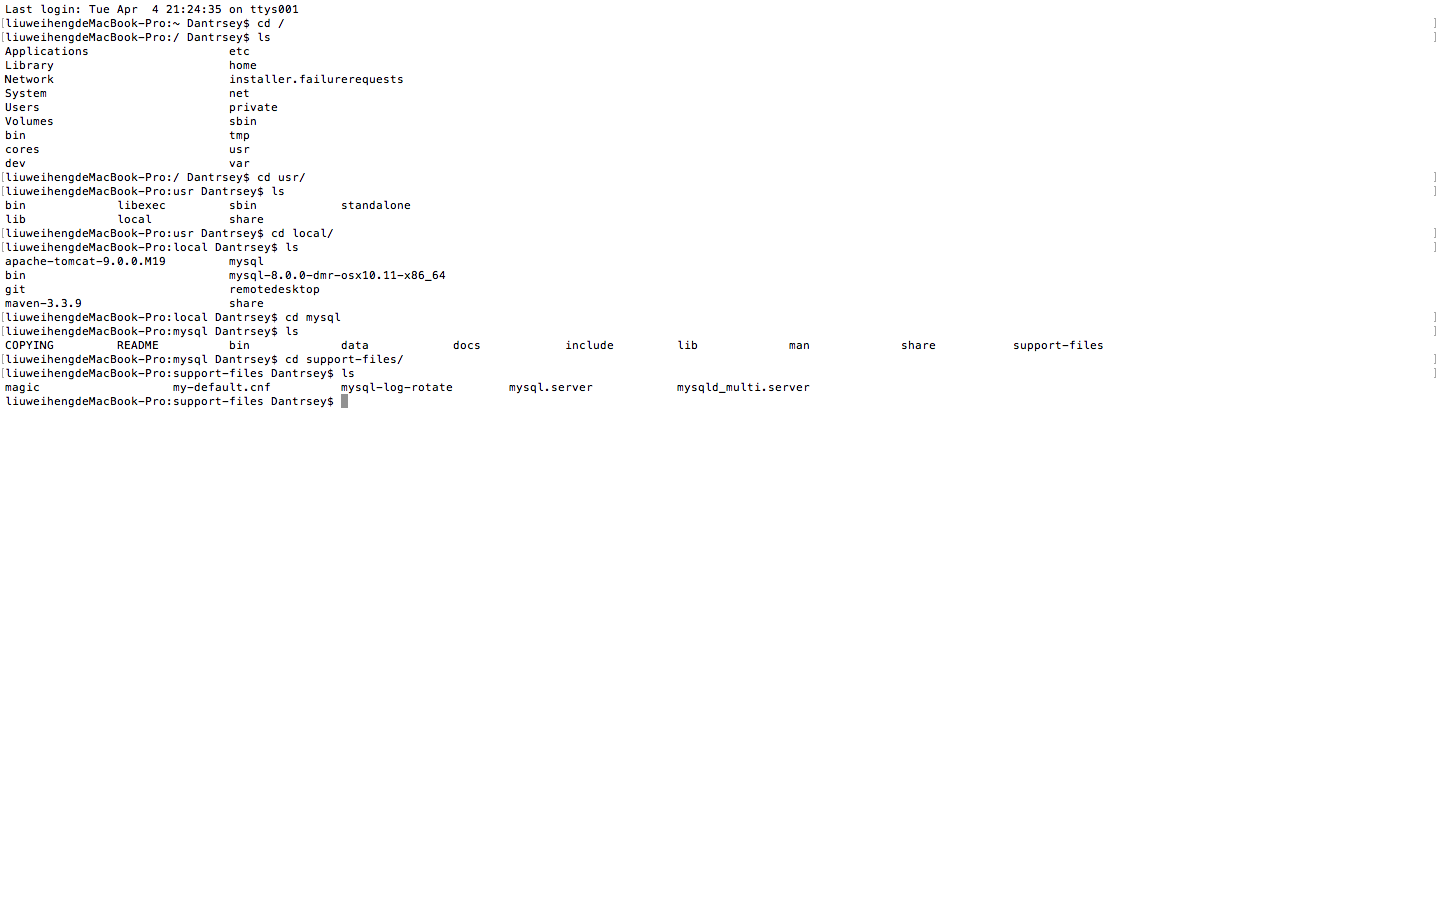 Last login: Tue Apr  4 21:24:35 on ttys001
[liuweihengdeMacBook-Pro:~ Dantrsey$ cd / ]
[liuweihengdeMacBook-Pro:/ Dantrsey$ ls ]
Applications etc
Library home
Network installer.failurerequests
System net
Users private
Volumes sbin
bin tmp
cores usr
dev var
[liuweihengdeMacBook-Pro:/ Dantrsey$ cd usr/ ]
[liuweihengdeMacBook-Pro:usr Dantrsey$ ls ]
bin libexec sbin standalone
lib local share
[liuweihengdeMacBook-Pro:usr Dantrsey$ cd local/ ]
[liuweihengdeMacBook-Pro:local Dantrsey$ ls ]
apache-tomcat-9.0.0.M19 mysql
bin mysql-8.0.0-dmr-osx10.11-x86_64
git remotedesktop
maven-3.3.9 share
[liuweihengdeMacBook-Pro:local Dantrsey$ cd mysql ]
[liuweihengdeMacBook-Pro:mysql Dantrsey$ ls ]
COPYING README bin data docs include lib man share support-files
[liuweihengdeMacBook-Pro:mysql Dantrsey$ cd support-files/ ]
[liuweihengdeMacBook-Pro:support-files Dantrsey$ ls ]
magic my-default.cnf mysql-log-rotate mysql.server mysqld_multi.server
liuweihengdeMacBook-Pro:support-files Dantrsey$